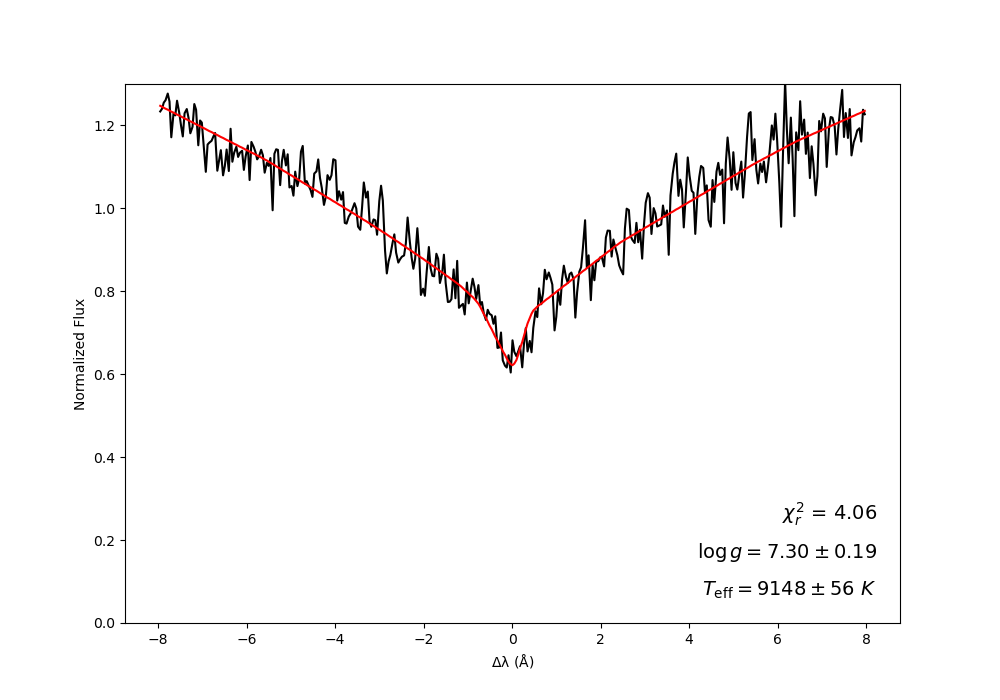 1.2
1.0
0.8
0.6
0.4
0.2
0.0
Normalized Flux
χ²ᵣ = 4.06
log g = 7.30 ± 0.19
T_eff = 9148 ± 56 K
−8 −6 −4 −2 0 2 4 6 8
Δλ (Å)